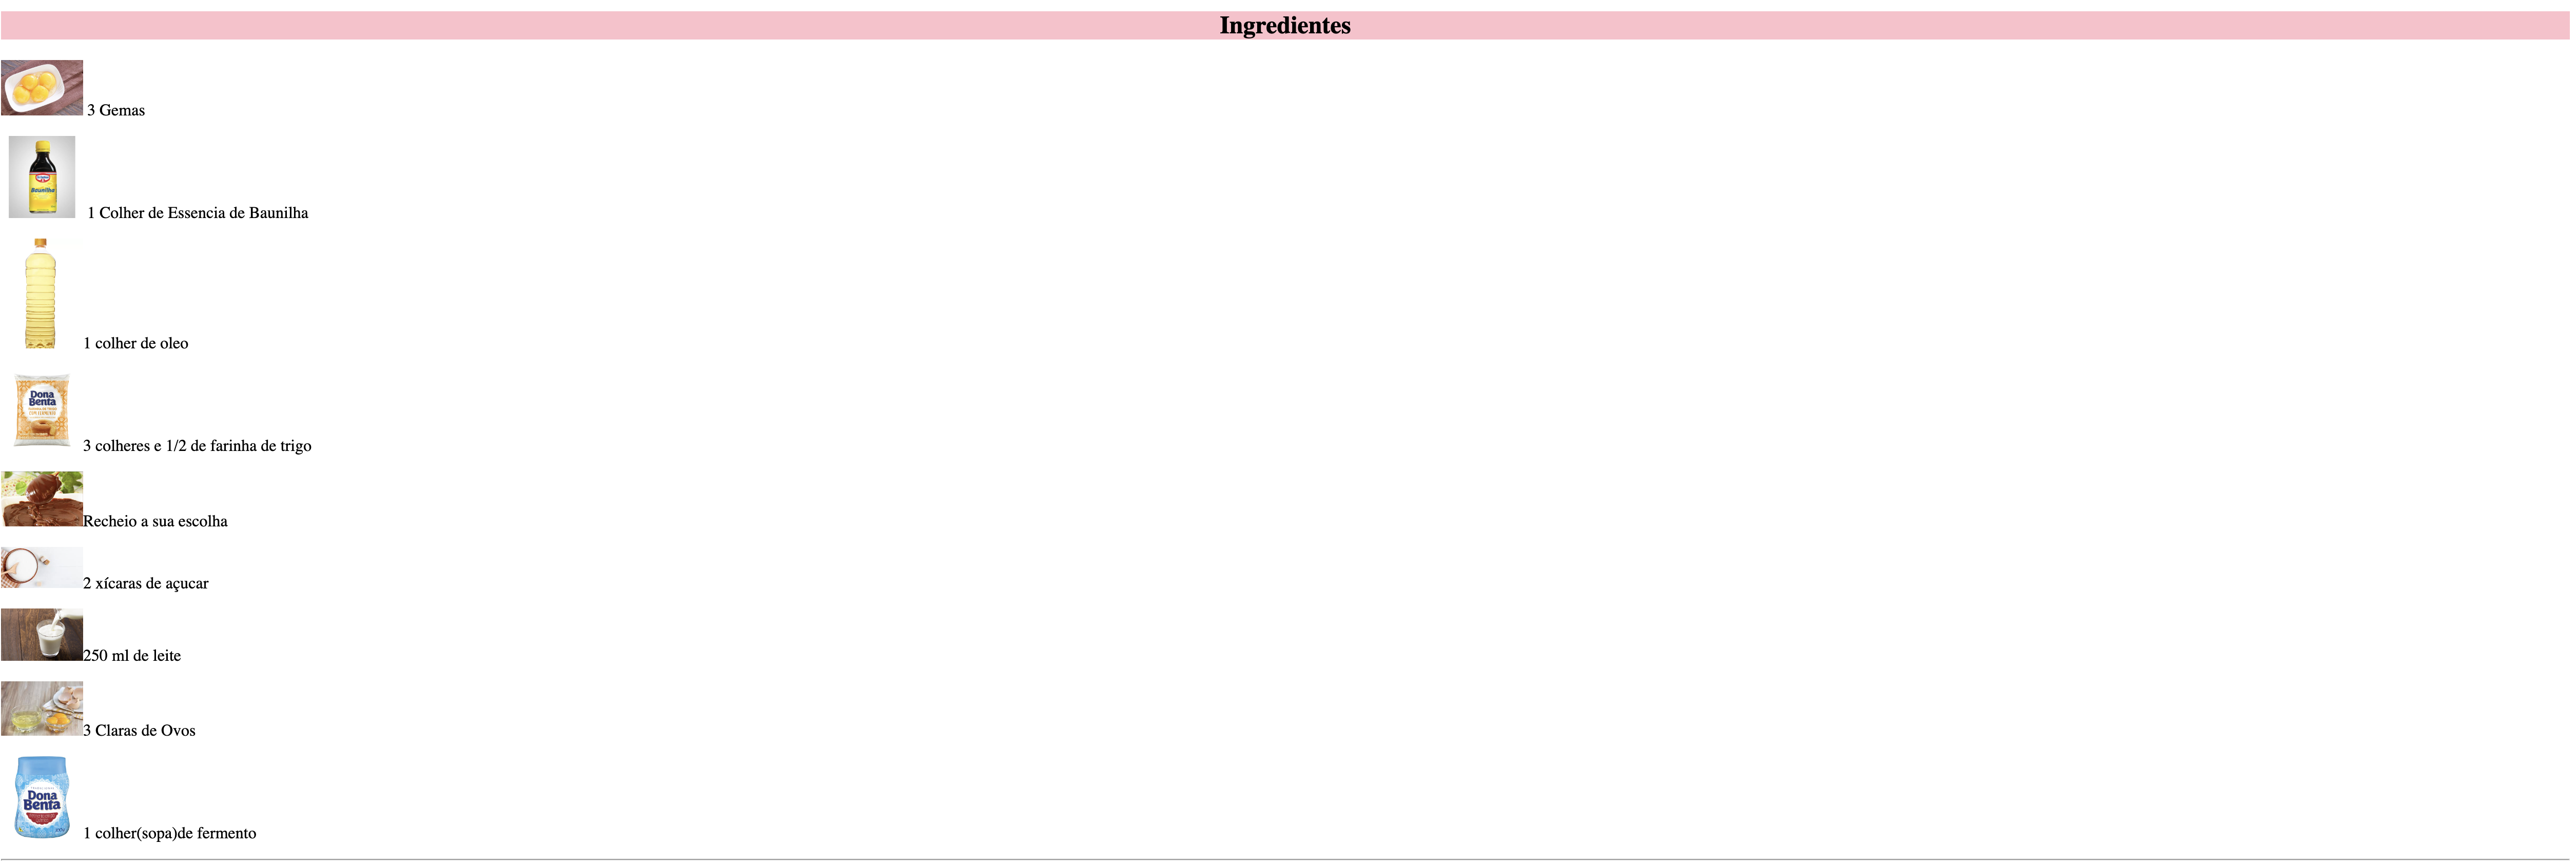 Ingredientes
3 Gemas
Baunilha
1 Colher de Essencia de Baunilha
1 colher de oleo
Dona
Benta
3 colheres e 1/2 de farinha de trigo
Recheio a sua escolha
2 xícaras de açucar
250 ml de leite
3 Claras de Ovos
Dona
Benta
1 colher(sopa)de fermento